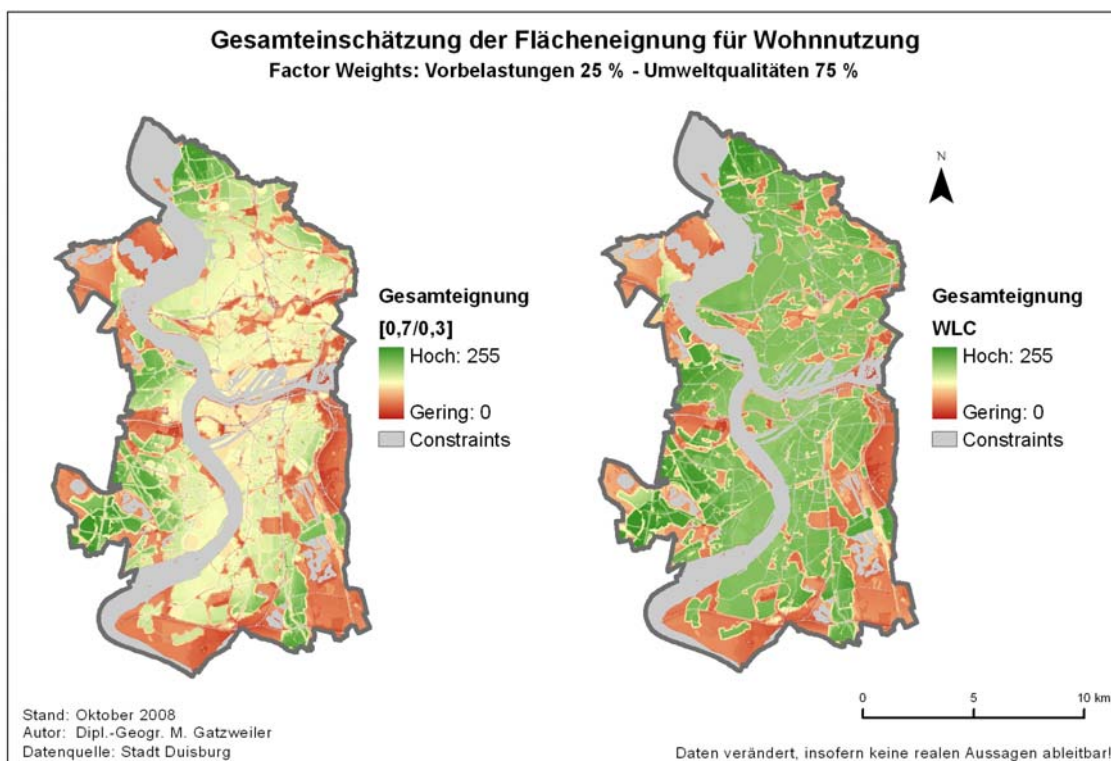 Gesamteinschätzung der Flächeneignung für Wohnnutzung
Factor Weights: Vorbelastungen 25 % - Umweltqualitäten 75 %
N
Gesamteignung
[0,7/0,3]
Hoch: 255
Gering: 0
Constraints
Gesamteignung
WLC
Hoch: 255
Gering: 0
Constraints
Stand: Oktober 2008
Autor: Dipl.-Geogr. M. Gatzweiler
Datenquelle: Stadt Duisburg
0 5 10 km
Daten verändert, insofern keine realen Aussagen ableitbar!